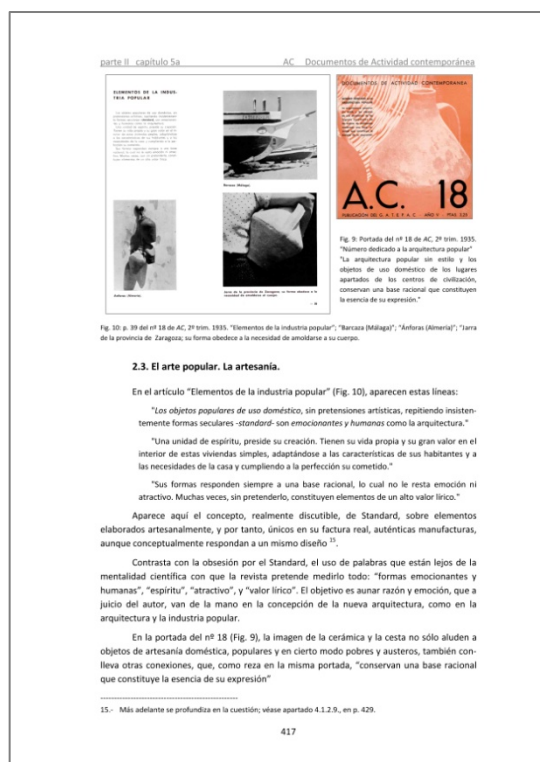 parte II capítulo 5a
AC Documentos de Actividad contemporánea
ELEMENTOS DE LA INDUS-
TRIA POPULAR
Barcaza (Málaga).
Ánforas (Almería).
DOCUMENTOS DE ACTIVIDAD CONTEMPORANEA
A.C. 18
PUBLICACION DEL G. A. T. E. P. A. C. - AÑO V - PTAS.
Fig. 9: Portada del nº 18 de AC, 2º trim. 1935.
"Número dedicado a la arquitectura popular"
"La arquitectura popular sin estilo y los
objetos de uso doméstico de los lugares
apartados de los centros de civilización,
conservan una base racional que constituyen
la esencia de su expresión."
Fig. 10: p. 39 del nº 18 de AC, 2º trim. 1935. "Elementos de la industria popular"; "Barcaza (Málaga)"; "Ánforas (Almería)"; "Jarra
de la provincia de Zaragoza; su forma obedece a la necesidad de amoldarse a su cuerpo.
2.3. El arte popular. La artesanía.
En el artículo "Elementos de la industria popular" (Fig. 10), aparecen estas líneas:
"Los objetos populares de uso doméstico, sin pretensiones artísticas, repitiendo insisten-
temente formas seculares -standard- son emocionantes y humanas como la arquitectura."
"Una unidad de espíritu, preside su creación. Tienen su vida propia y su gran valor en el
interior de estas viviendas simples, adaptándose a las características de sus habitantes y a
las necesidades de la casa y cumpliendo a la perfección su cometido."
"Sus formas responden siempre a una base racional, lo cual no le resta emoción ni
atractivo. Muchas veces, sin pretenderlo, constituyen elementos de un alto valor lírico."
Aparece aquí el concepto, realmente discutible, de Standard, sobre elementos
elaborados artesanalmente, y por tanto, únicos en su factura real, auténticas manufacturas,
aunque conceptualmente respondan a un mismo diseño 15.
Contrasta con la obsesión por el Standard, el uso de palabras que están lejos de la
mentalidad científica con que la revista pretende medirlo todo: "formas emocionantes y
humanas", "espíritu", "atractivo", y "valor lírico". El objetivo es aunar razón y emoción, que a
juicio del autor, van de la mano en la concepción de la nueva arquitectura, como en la
arquitectura y la industria popular.
En la portada del nº 18 (Fig. 9), la imagen de la cerámica y la cesta no sólo aluden a
objetos de artesanía doméstica, populares y en cierto modo pobres y austeros, también con-
lleva otras conexiones, que, como reza en la misma portada, "conservan una base racional
que constituye la esencia de su expresión"
15.- Más adelante se profundiza en la cuestión; véase apartado 4.1.2.9., en p. 429.
417